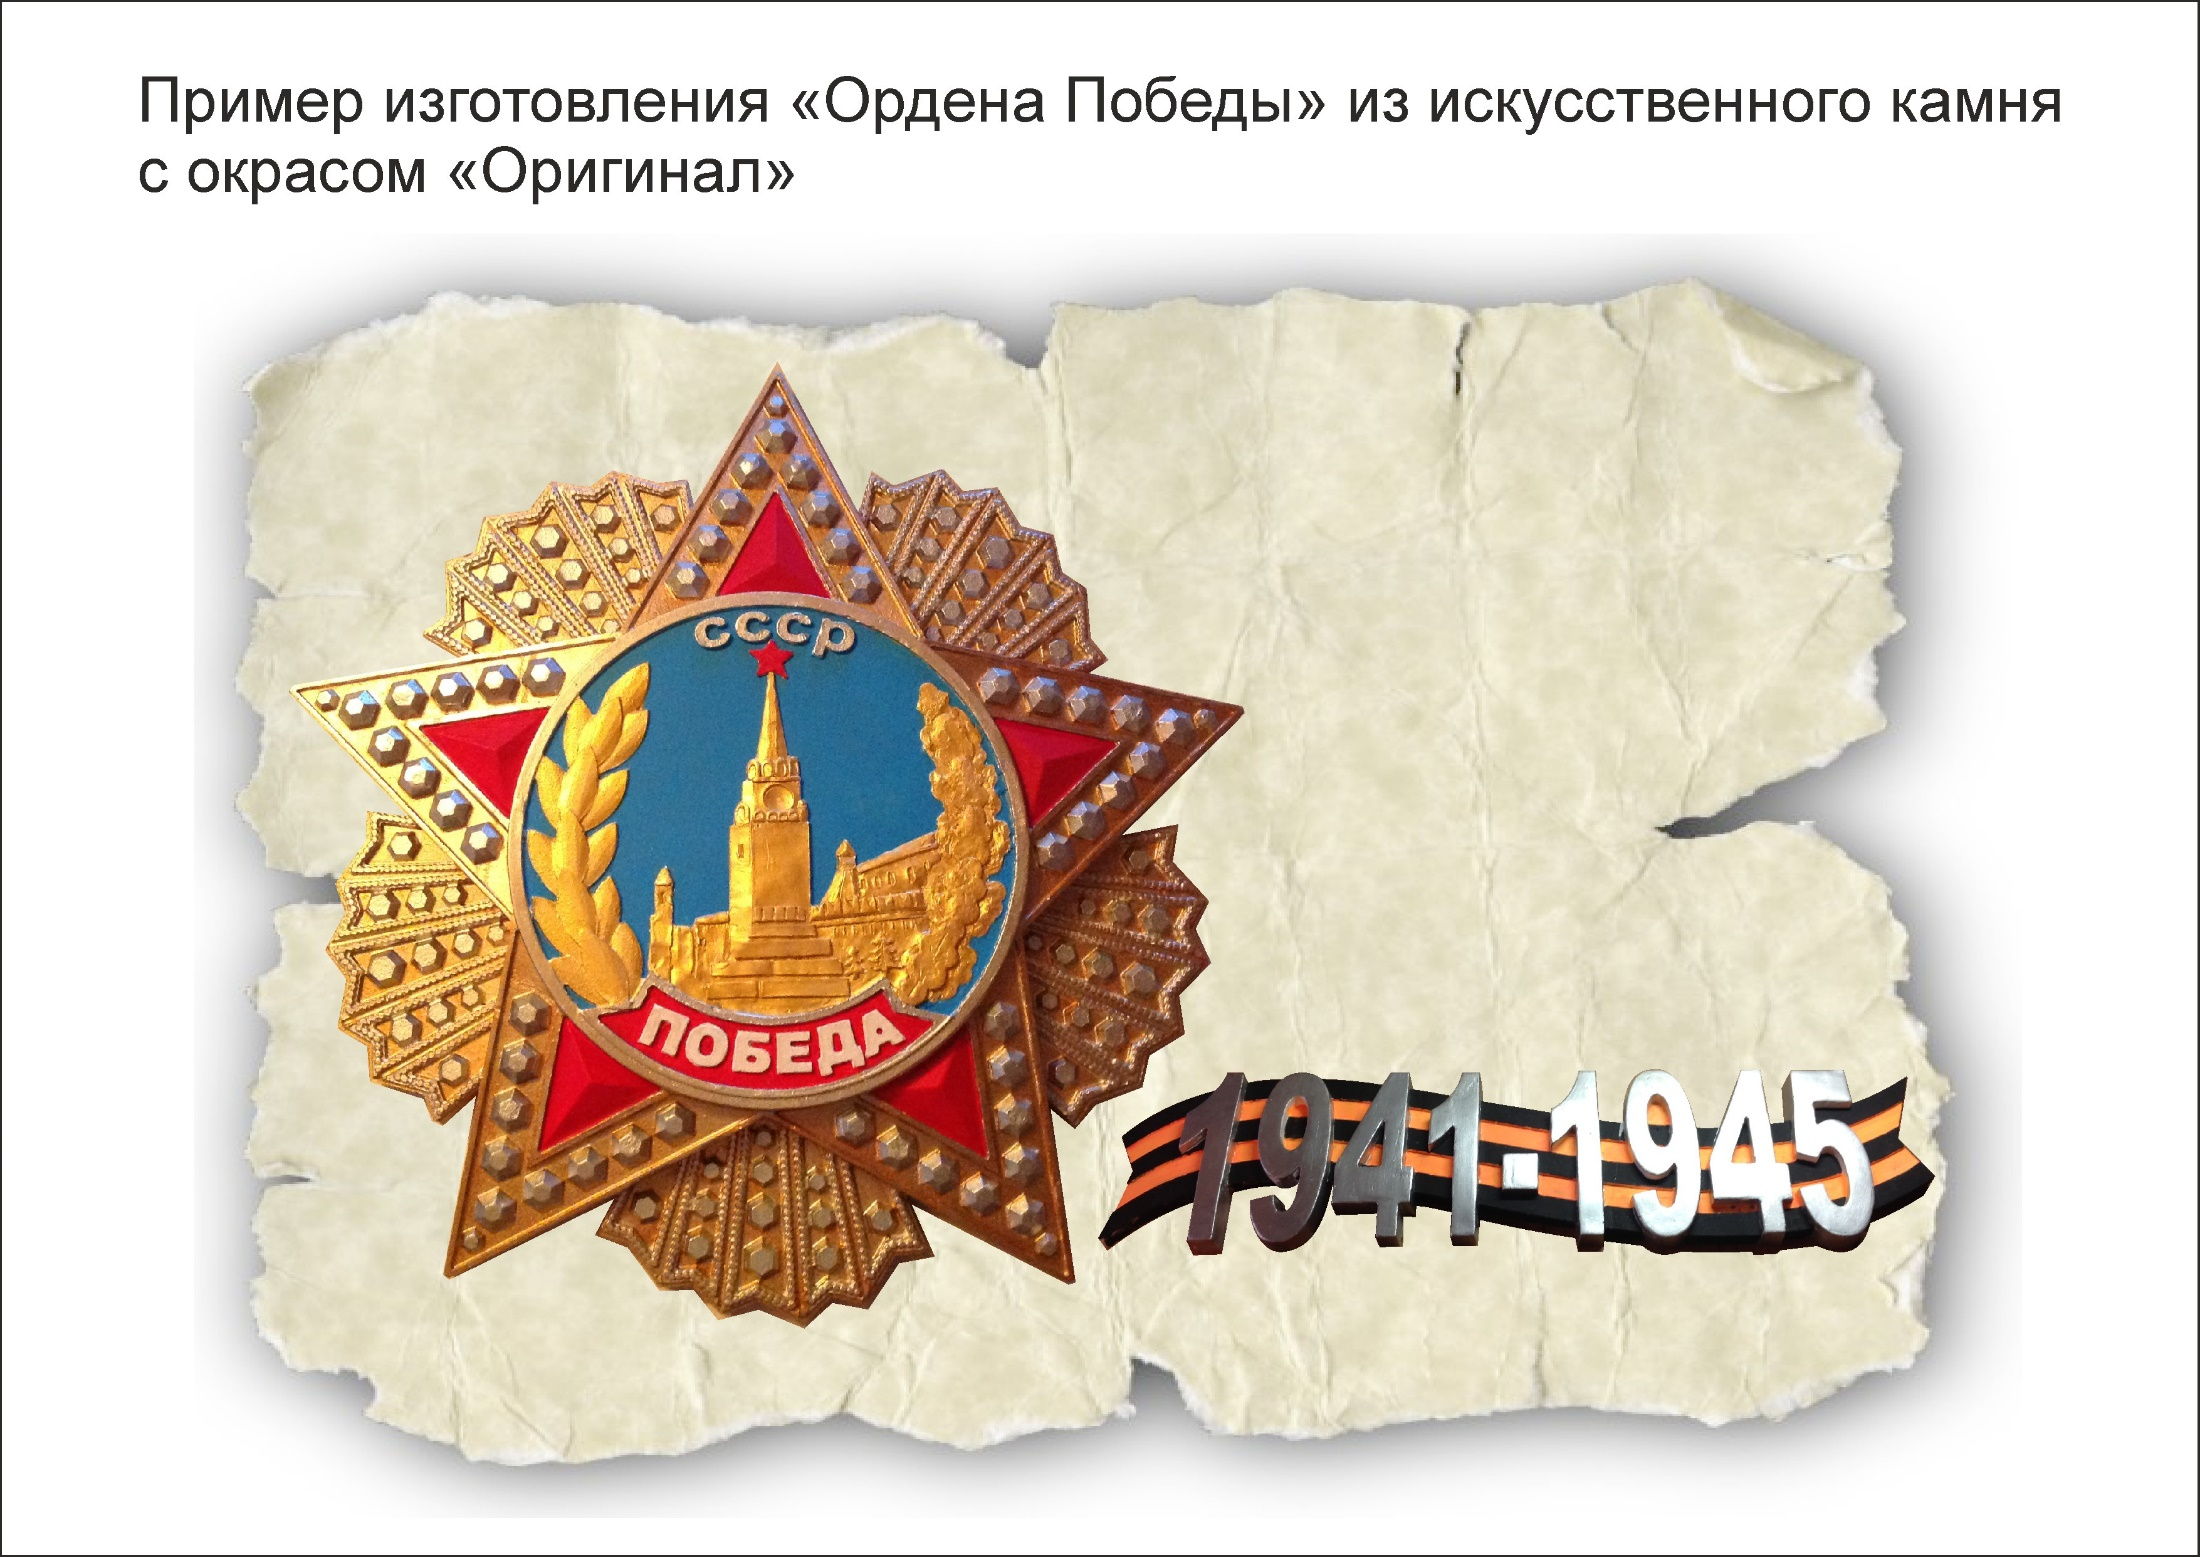 Пример изготовления «Ордена Победы» из искусственного камня
с окрасом «Оригинал»
СССР
ПОБЕДА
1941-1945